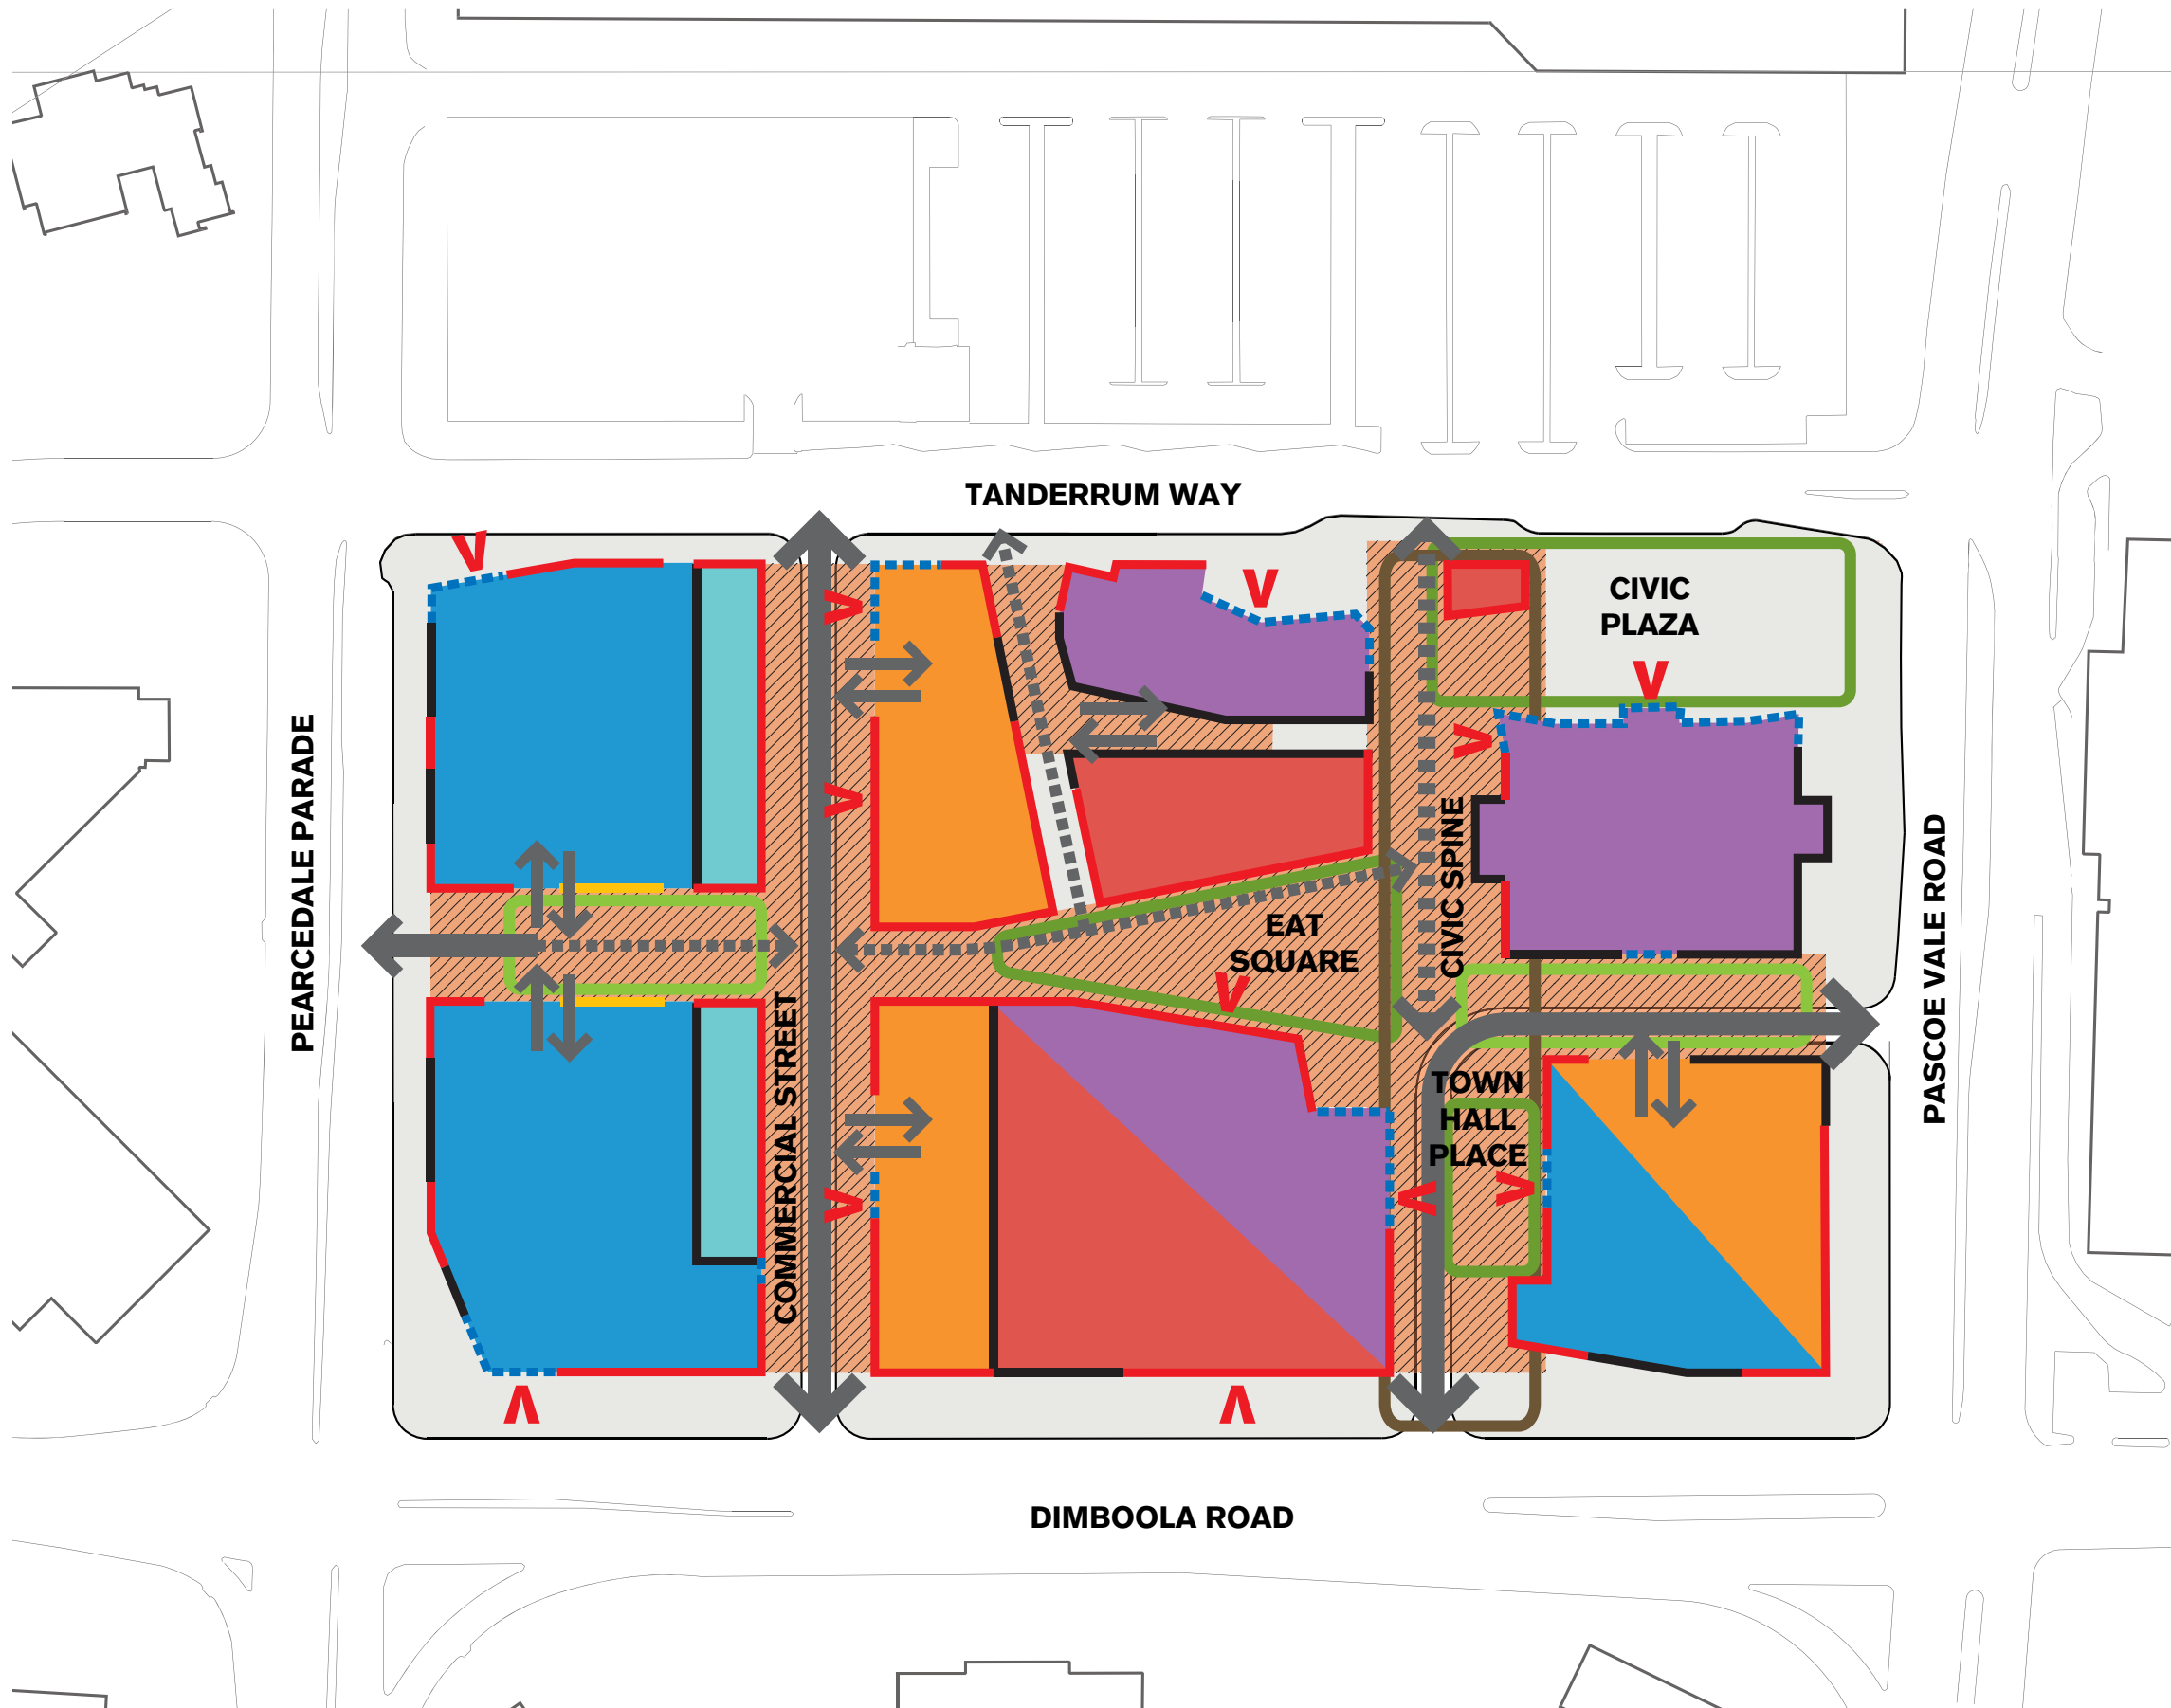 TANDERRUM WAY
CIVIC
PLAZA
PEARCEDALE PARADE
CIVIC SPINE
PASCOE VALE ROAD
EAT
SQUARE
COMMERCIAL STREET
TOWN
HALL
PLACE
DIMBOOLA ROAD